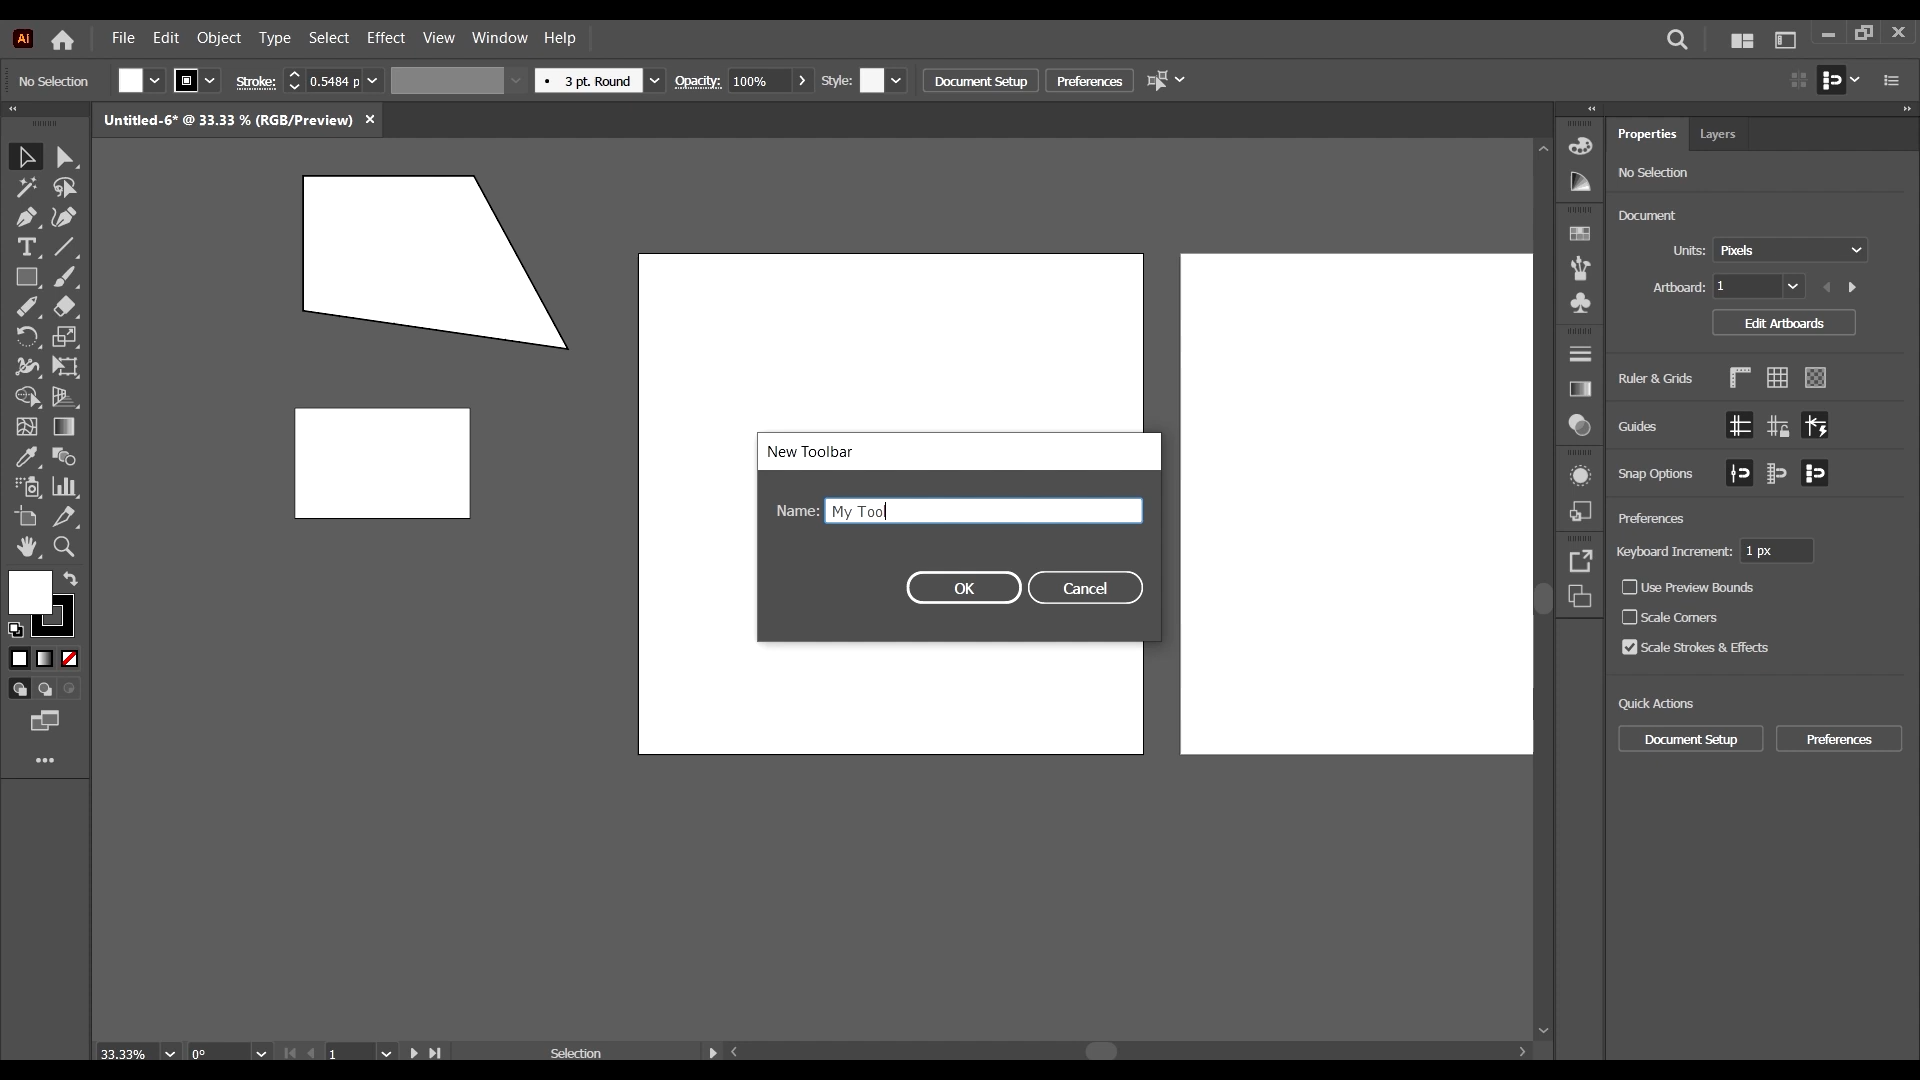 Ai File Edit Object Type Select Effect View Window Help
No Selection Stroke: 0.5484 p 3 pt. Round Opacity: 100% Style: Document Setup Preferences
Untitled-6* @ 33.33 % (RGB/Preview)
Properties Layers
No Selection
Document
Units: Pixels
Artboard: 1
Edit Artboards
Ruler & Grids
Guides
Snap Options
Preferences
Keyboard Increment: 1 px
Use Preview Bounds
Scale Corners
Scale Strokes & Effects
Quick Actions
Document Setup Preferences
New Toolbar
Name: My Tool
OK Cancel
33.33% 0° 1 Selection